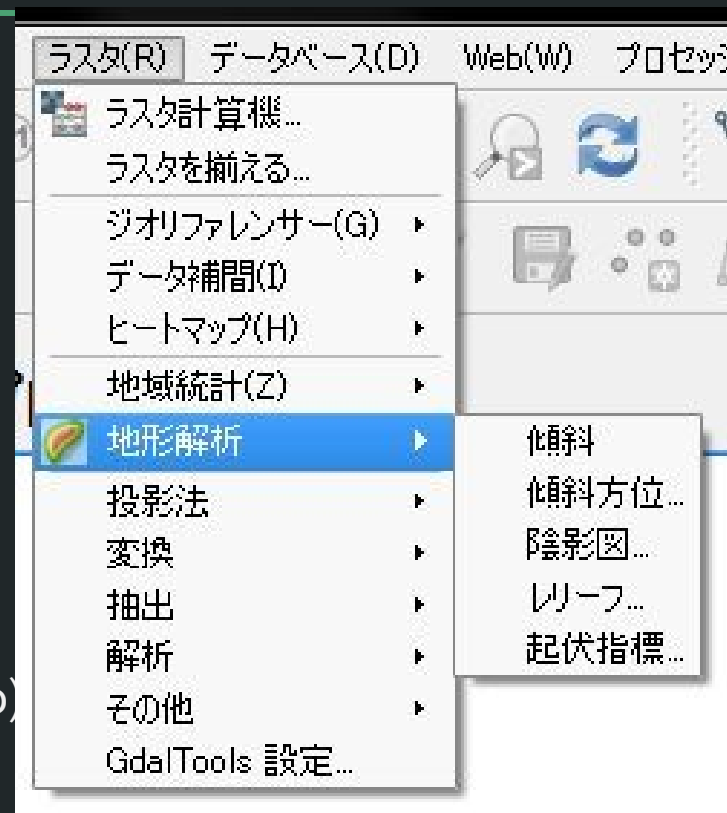 ラスタ(R) データベース(D) Web(W) プロセッ
ラスタ計算機...
ラスタを揃える...
ジオリファレンサー(G)
データ補間(I)
ヒートマップ(H)
地域統計(Z)
地形解析
傾斜
傾斜方位...
陰影図...
レリーフ...
起伏指標...
投影法
変換
抽出
解析
その他
GdalTools 設定...